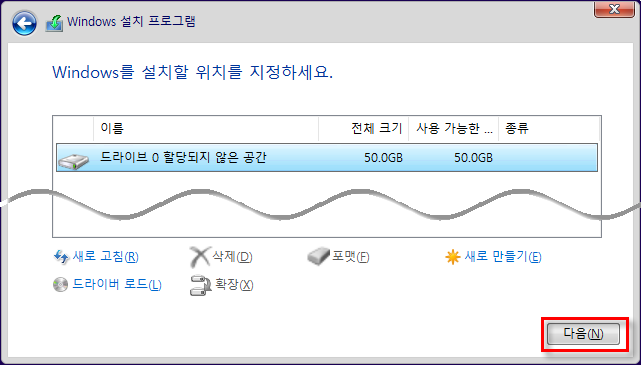 Windows 설치 프로그램
Windows를 설치할 위치를 지정하세요.
이름 전체 크기 사용 가능한 ... 종류
드라이브 0 할당되지 않은 공간 50.0GB 50.0GB
새로 고침(R) 삭제(D) 포맷(F) 새로 만들기(E)
드라이버 로드(L) 확장(X)
다음(N)